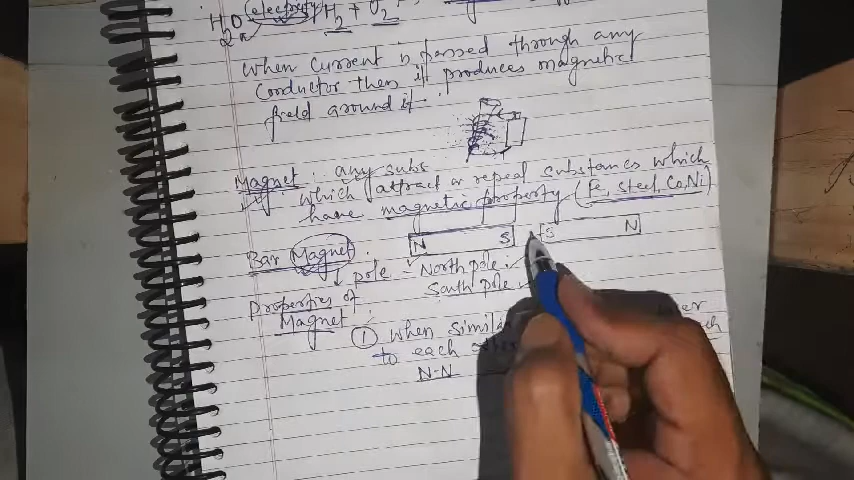 H2O (electricity) H2 + O2
When Current is passed through any
Conductor then it produces magnetic
field around it.
Magnet : any subs
which attract or repeal substances which
have magnetic property (Fe, Steel, Co, Ni)
N S S N
Bar Magnet.
↓ pole North pole
South pole
Properties of
Magnet
① When simila
to each
N-N